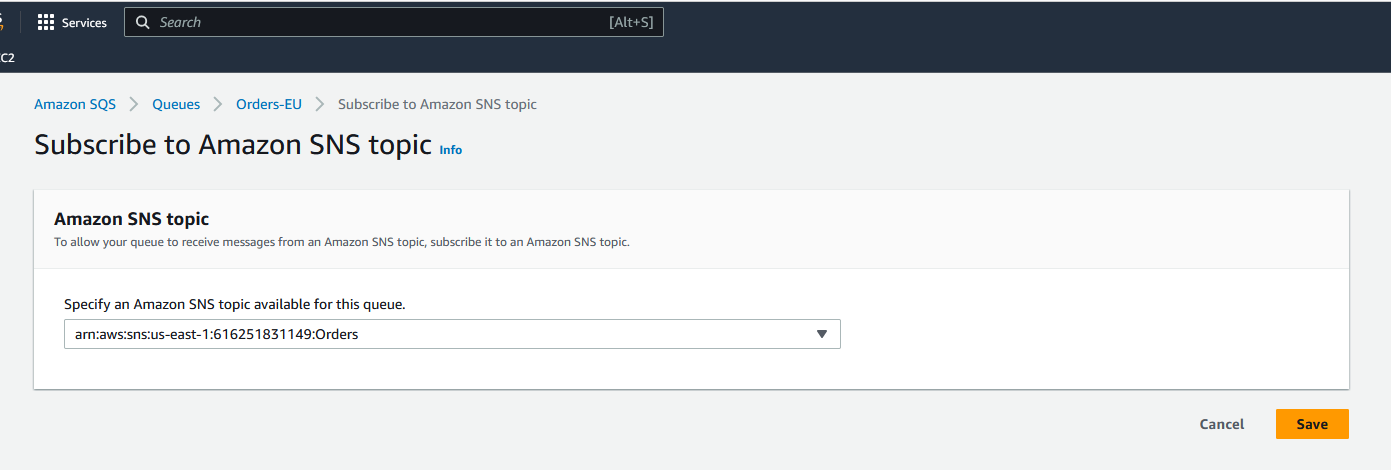 Services Search [Alt+S]
C2
Amazon SQS Queues Orders-EU Subscribe to Amazon SNS topic
Subscribe to Amazon SNS topic Info
Amazon SNS topic
To allow your queue to receive messages from an Amazon SNS topic, subscribe it to an Amazon SNS topic.
Specify an Amazon SNS topic available for this queue.
arn:aws:sns:us-east-1:616251831149:Orders
Cancel Save